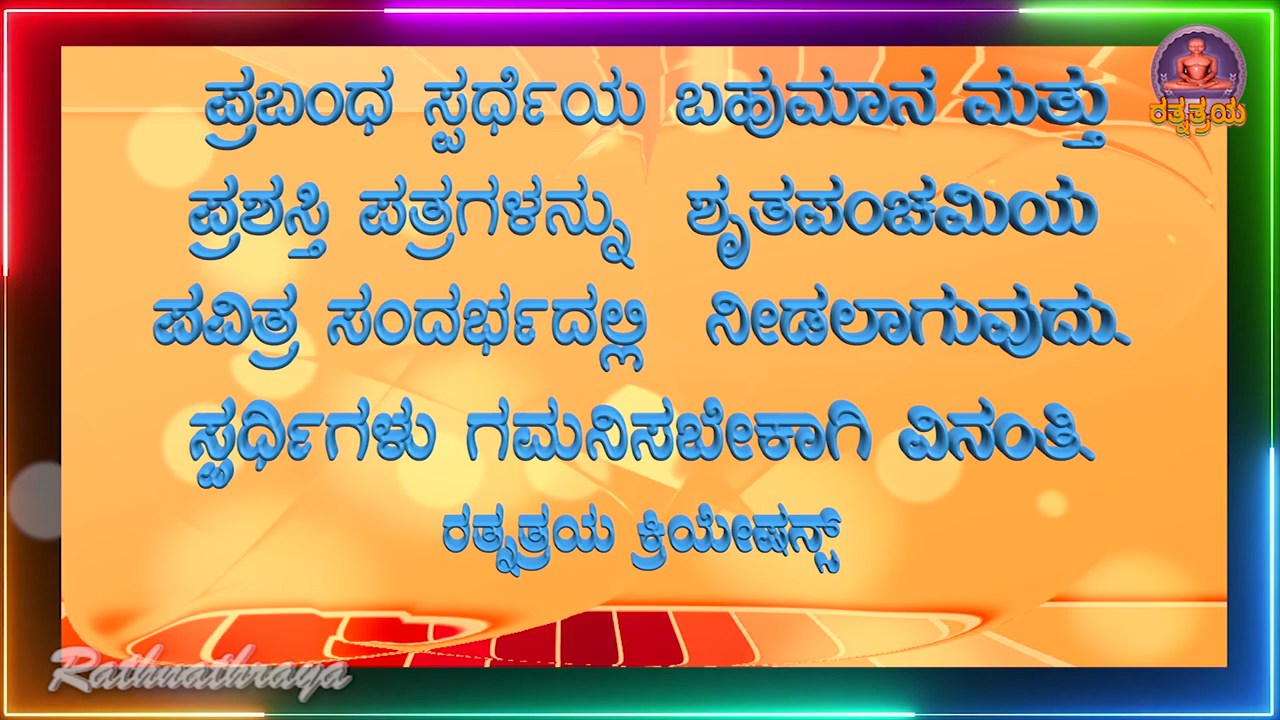 ರತ್ನತ್ರಯ
ಪ್ರಬಂಧ ಸ್ಪರ್ಧೆಯ ಬಹುಮಾನ ಮತ್ತು
ಪ್ರಶಸ್ತಿ ಪತ್ರಗಳನ್ನು ಶೃತಪಂಚಮಿಯ
ಪವಿತ್ರ ಸಂದರ್ಭದಲ್ಲಿ ನೀಡಲಾಗುವುದು.
ಸ್ಪರ್ಧಿಗಳು ಗಮನಿಸಬೇಕಾಗಿ ವಿನಂತಿ.
ರತ್ನತ್ರಯ ಕ್ರಿಯೇಷನ್ಸ್
Rathnathraya